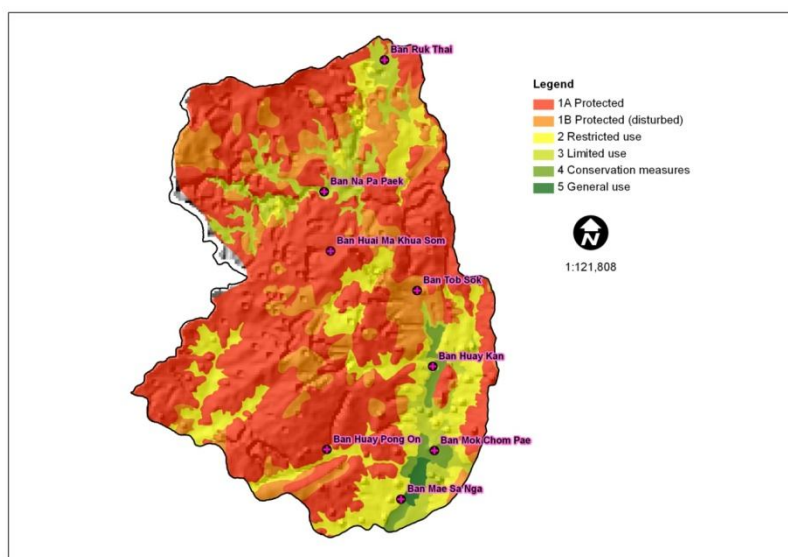 Ban Ruk Thai
Ban Na Pa Paek
Ban Huai Ma Khua Som
Ban Tob Sok
Ban Huay Kan
Ban Huay Pong On
Ban Mok Chom Pae
Ban Mae Sa Nga
Legend
1A Protected
1B Protected (disturbed)
2 Restricted use
3 Limited use
4 Conservation measures
5 General use
N
1:121,808